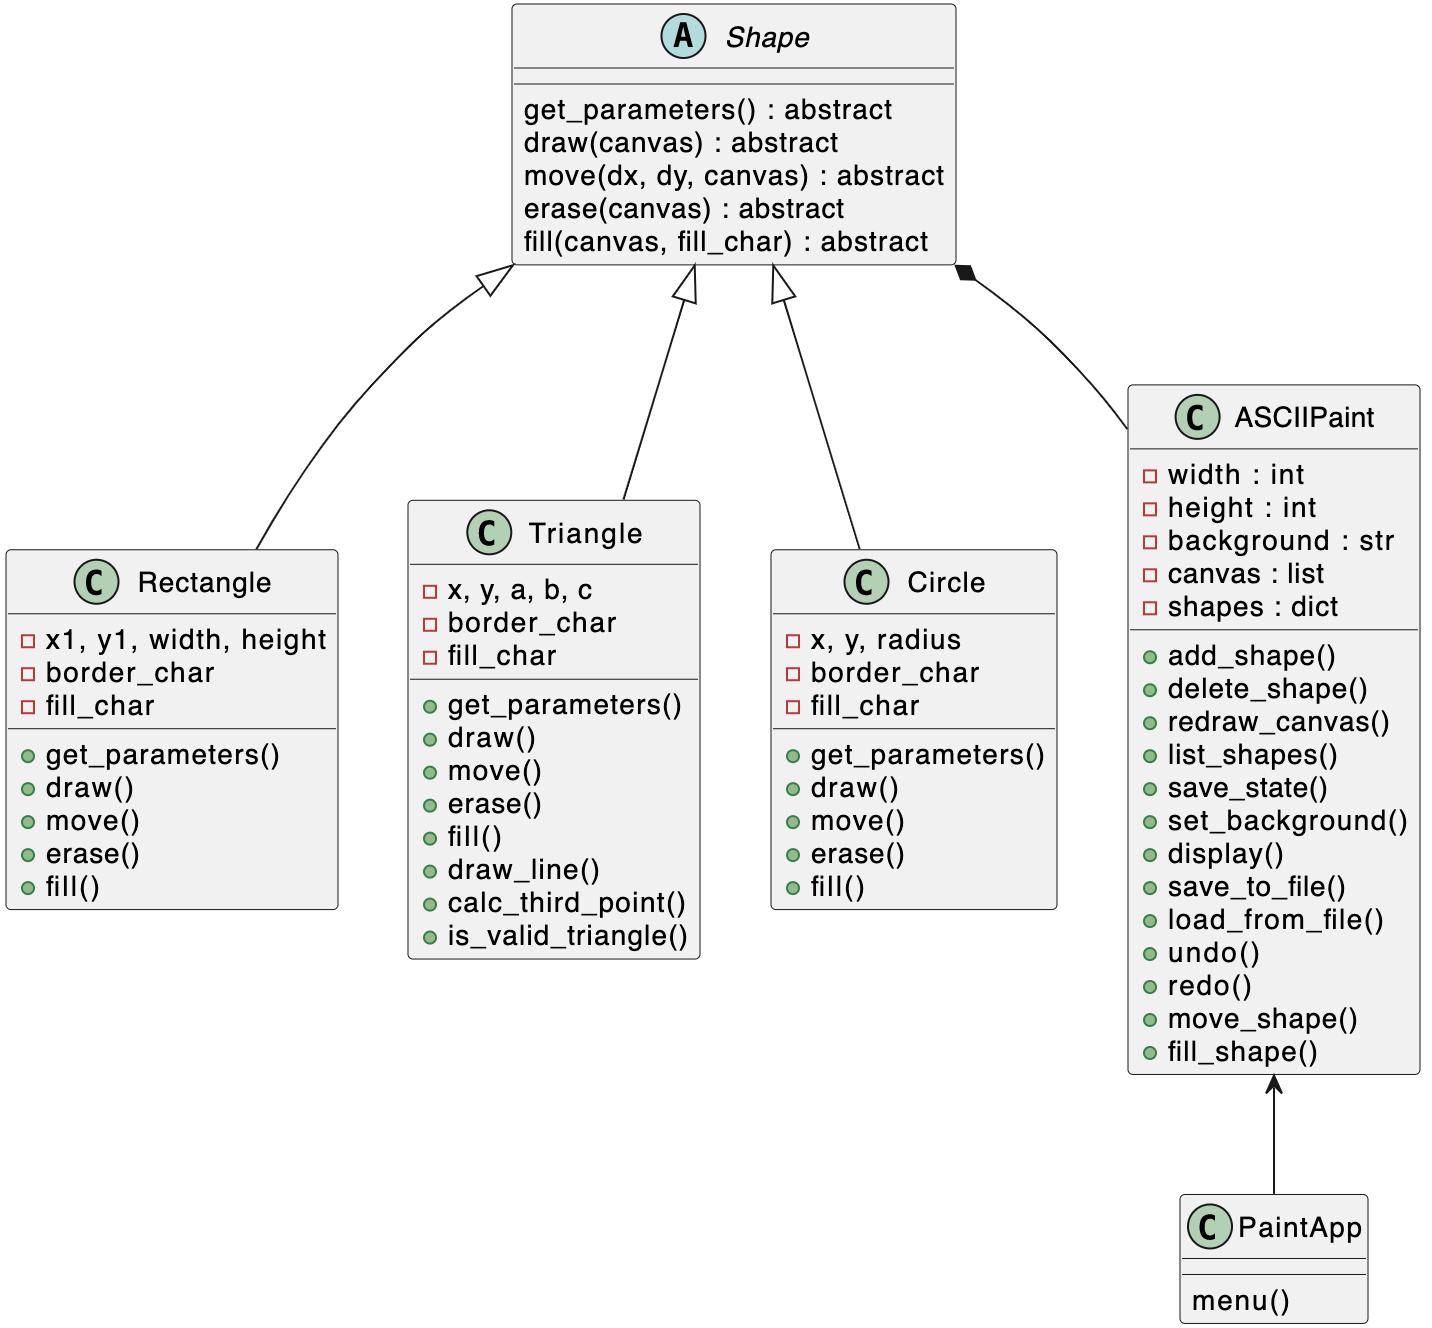 A Shape
get_parameters() : abstract
draw(canvas) : abstract
move(dx, dy, canvas) : abstract
erase(canvas) : abstract
fill(canvas, fill_char) : abstract
C Rectangle
x1, y1, width, height
border_char
fill_char
get_parameters()
draw()
move()
erase()
fill()
C Triangle
x, y, a, b, c
border_char
fill_char
get_parameters()
draw()
move()
erase()
fill()
draw_line()
calc_third_point()
is_valid_triangle()
C Circle
x, y, radius
border_char
fill_char
get_parameters()
draw()
move()
erase()
fill()
C ASCIIPaint
width : int
height : int
background : str
canvas : list
shapes : dict
add_shape()
delete_shape()
redraw_canvas()
list_shapes()
save_state()
set_background()
display()
save_to_file()
load_from_file()
undo()
redo()
move_shape()
fill_shape()
C PaintApp
menu()